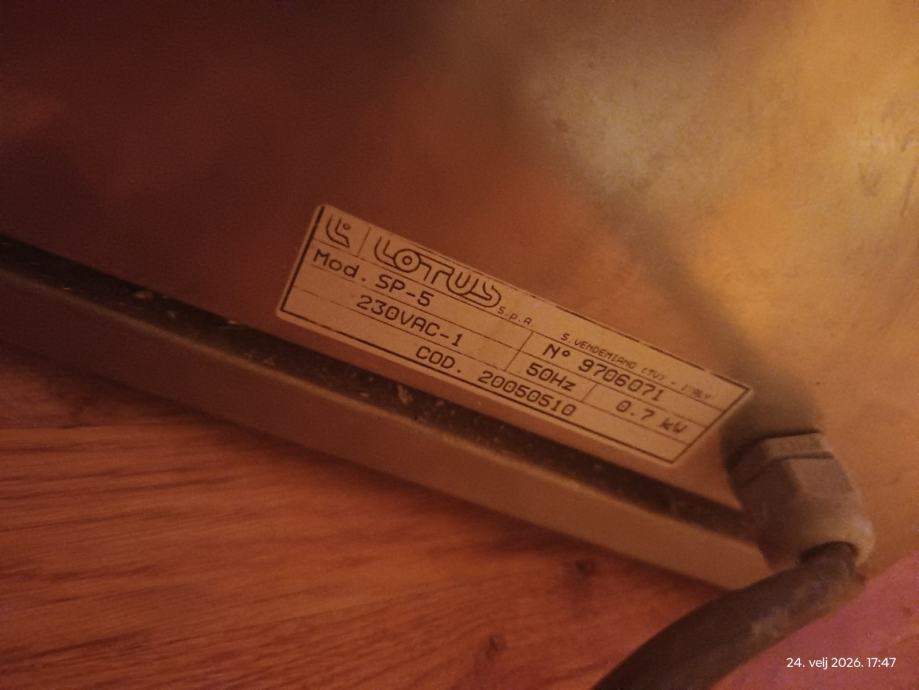 LOTUS S.p.A
S. VENDEMIANO (TV) - ITALY
Mod. SP-5 N° 9706071
230VAC-1 50Hz 0.7 kW
COD. 20050510
24. velj 2026. 17:47